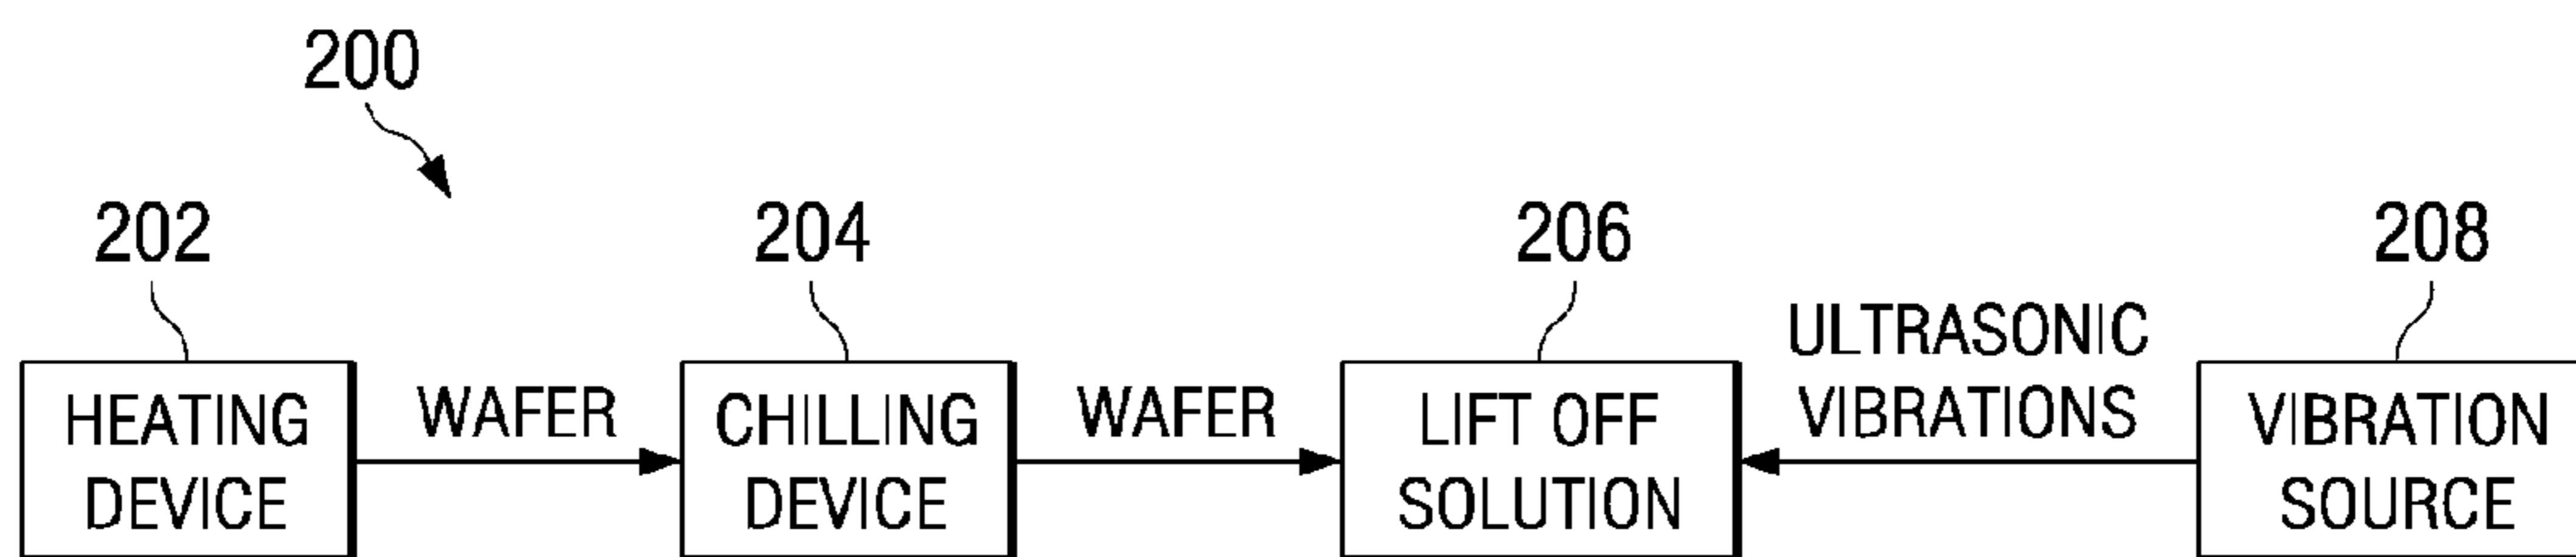 200
202
204
206
208
HEATING
DEVICE
WAFER
CHILLING
DEVICE
WAFER
LIFT OFF
SOLUTION
ULTRASONIC
VIBRATIONS
VIBRATION
SOURCE